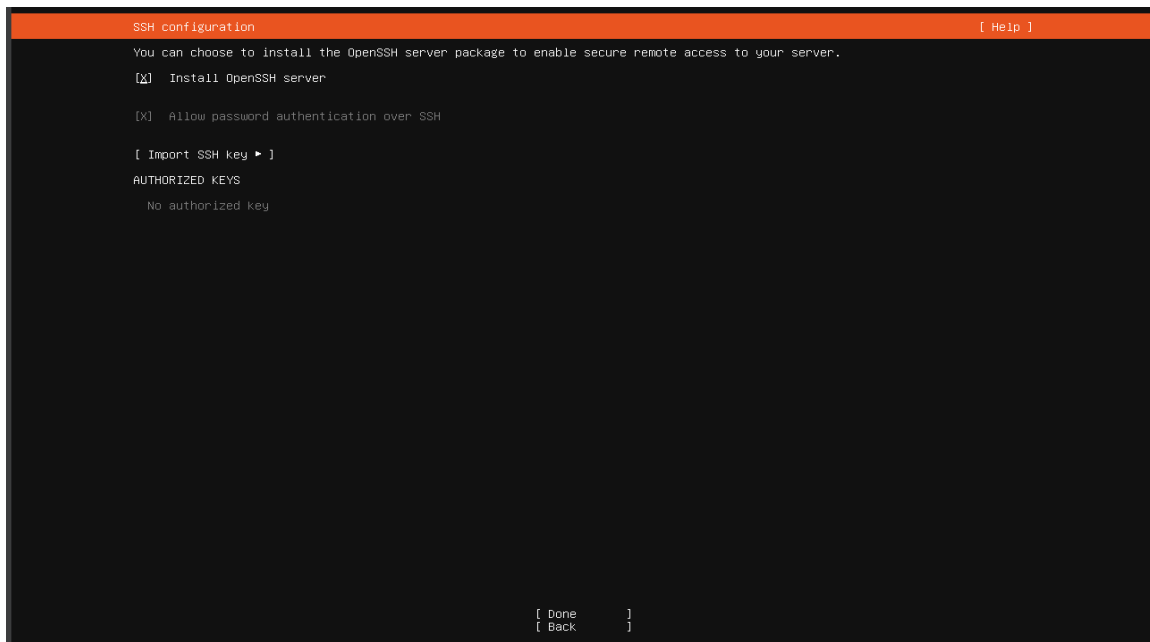 SSH configuration [ Help ]
You can choose to install the OpenSSH server package to enable secure remote access to your server.
[X] Install OpenSSH server
[X] Allow password authentication over SSH
[ Import SSH key ▸ ]
AUTHORIZED KEYS
No authorized key
[ Done ]
[ Back ]